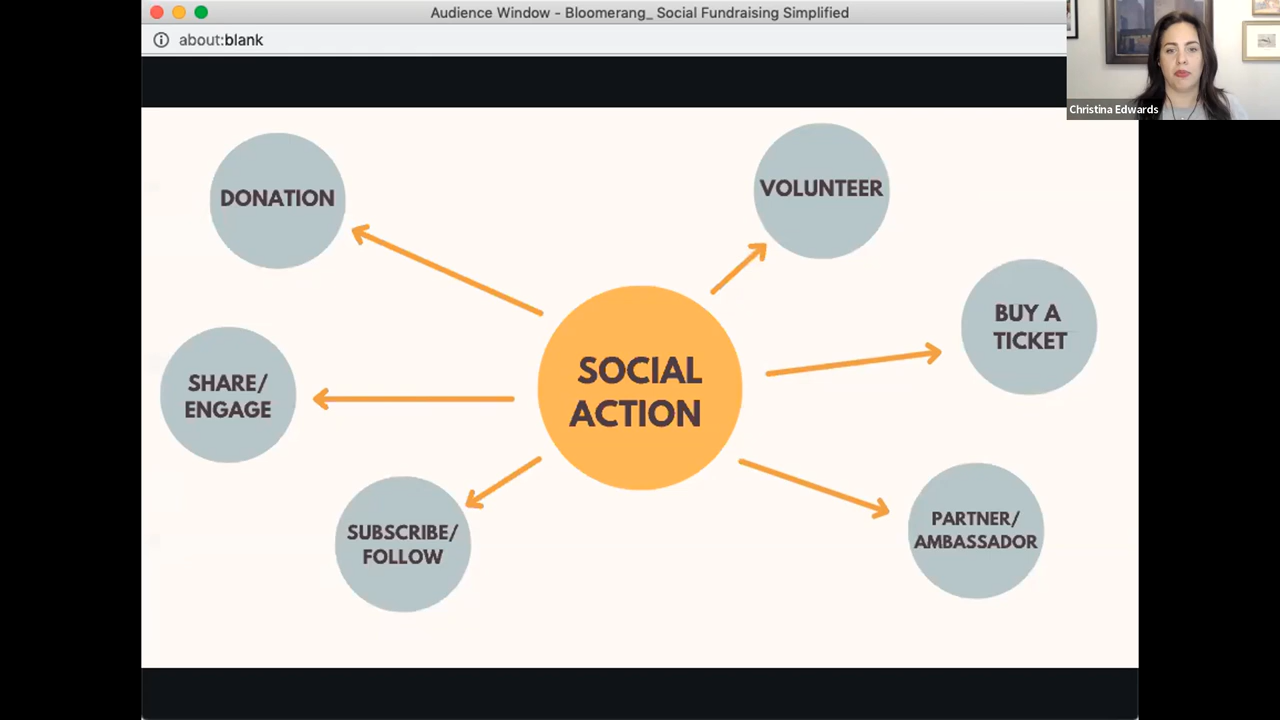 Audience Window - Bloomerang_ Social Fundraising Simplified
about:blank
Christina Edwards
DONATION
VOLUNTEER
BUY A
TICKET
SOCIAL
ACTION
SHARE/
ENGAGE
SUBSCRIBE/
FOLLOW
PARTNER/
AMBASSADOR